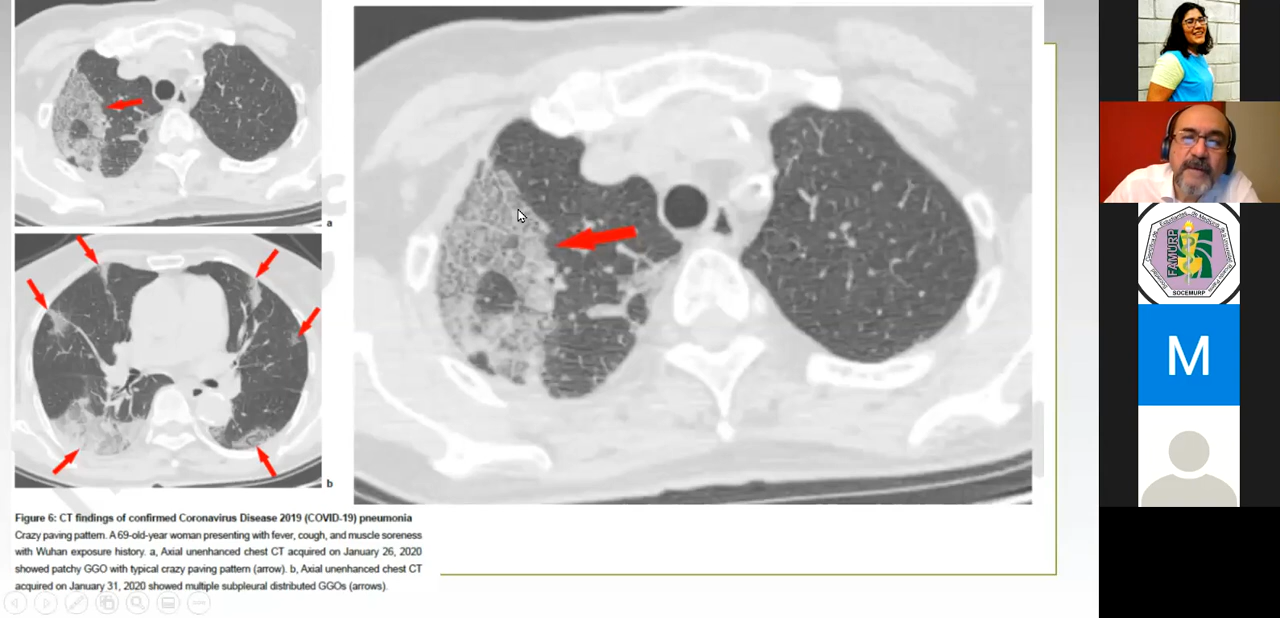 a
b
Figure 6: CT findings of confirmed Coronavirus Disease 2019 (COVID-19) pneumonia
Crazy paving pattern. A 69-old-year woman presenting with fever, cough, and muscle soreness
with Wuhan exposure history. a, Axial unenhanced chest CT acquired on January 26, 2020
showed patchy GGO with typical crazy paving pattern (arrow). b, Axial unenhanced chest CT
acquired on January 31, 2020 showed multiple subpleural distributed GGOs (arrows).
FAMURP
SOCEMURP
M